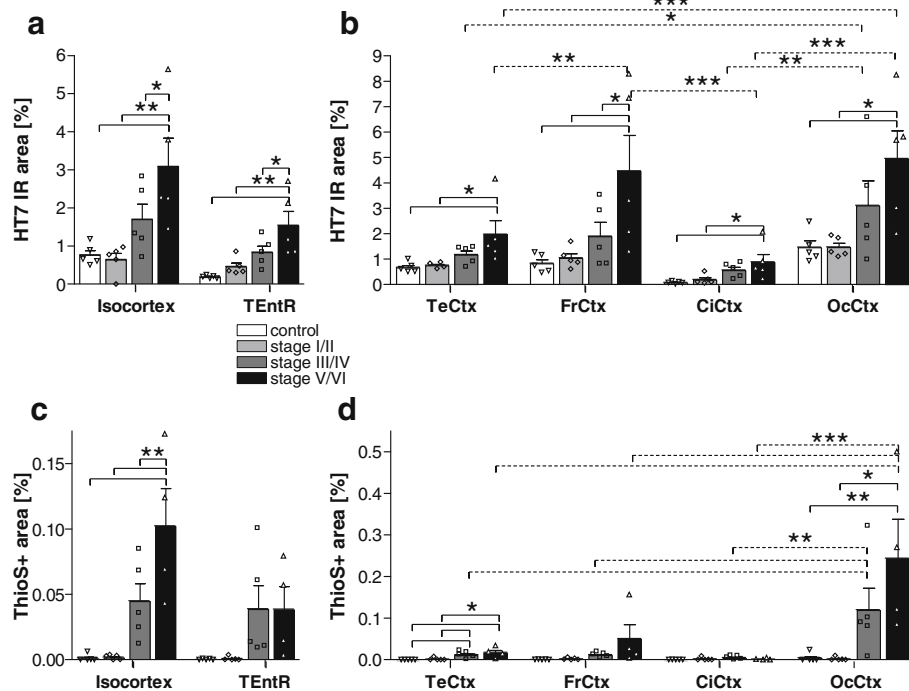 ***
*
a
b
6
5
4
3
2
1
0
HT7 IR area [%]
*
**
*
**
Isocortex
TEntR
9
8
7
6
5
4
3
2
1
0
HT7 IR area [%]
***
**
**
***
*
*
*
*
TeCtx
FrCtx
CiCtx
OcCtx
control
stage I/II
stage III/IV
stage V/VI
c
d
0.15
0.10
0.05
0.00
ThioS+ area [%]
**
Isocortex
TEntR
0.5
0.4
0.3
0.2
0.1
0.0
ThioS+ area [%]
***
*
**
**
*
TeCtx
FrCtx
CiCtx
OcCtx